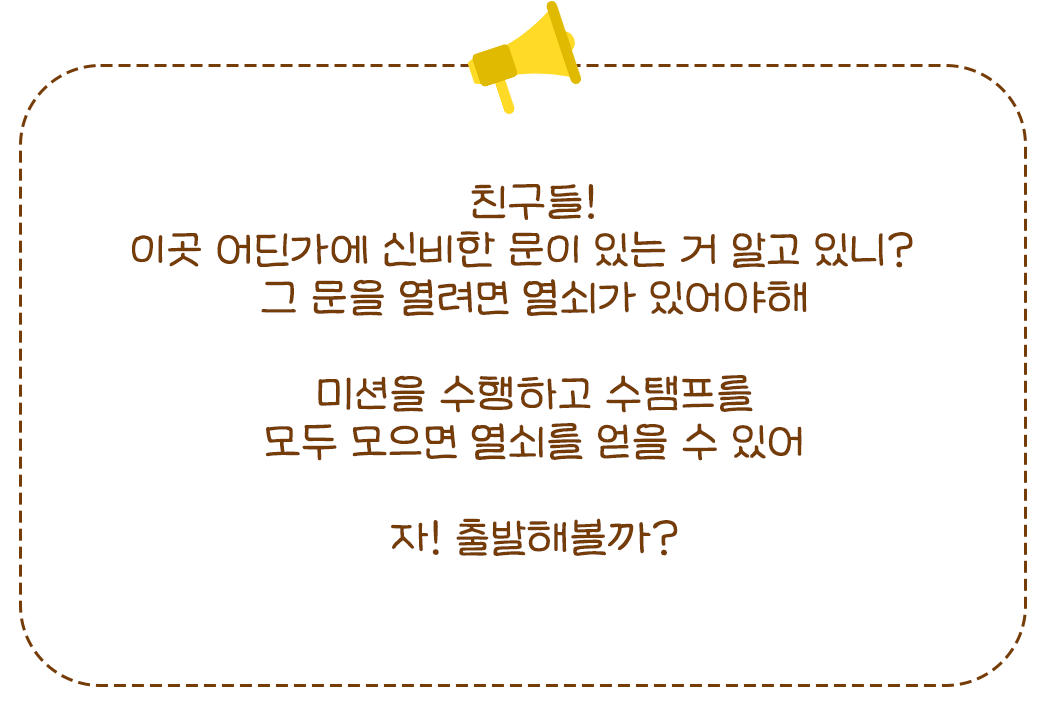 친구들!
이곳 어딘가에 신비한 문이 있는 거 알고 있니?
그 문을 열려면 열쇠가 있어야해
미션을 수행하고 수탬프를
모두 모으면 열쇠를 얻을 수 있어
자! 출발해볼까?